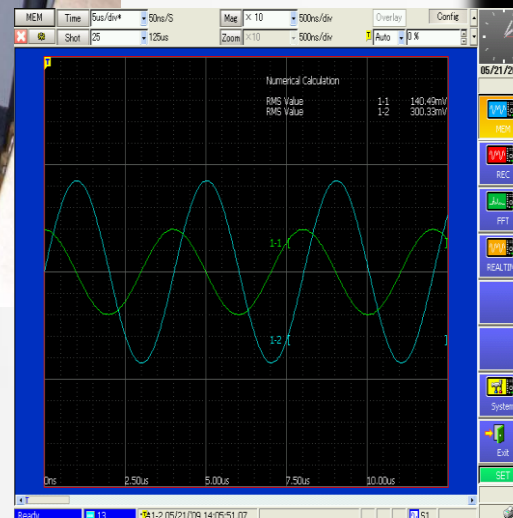 MEM Time 5us/div* 50ns/S Mag × 10 500ns/div Overlay Config
Shot 25 125us Zoom ×10 500ns/div Auto 0 %
05/21/20
T
Numerical Calculation
RMS Value 1-1 140.49mV
RMS Value 1-2 300.33mV
MEM
REC
FFT
REALTIM
1-1
1-2
System
Exit
SET
0ns 2.50us 5.00us 7.50us 10.00us
Ready 13 1-2 05/21/'09 14:05:51.07 S1